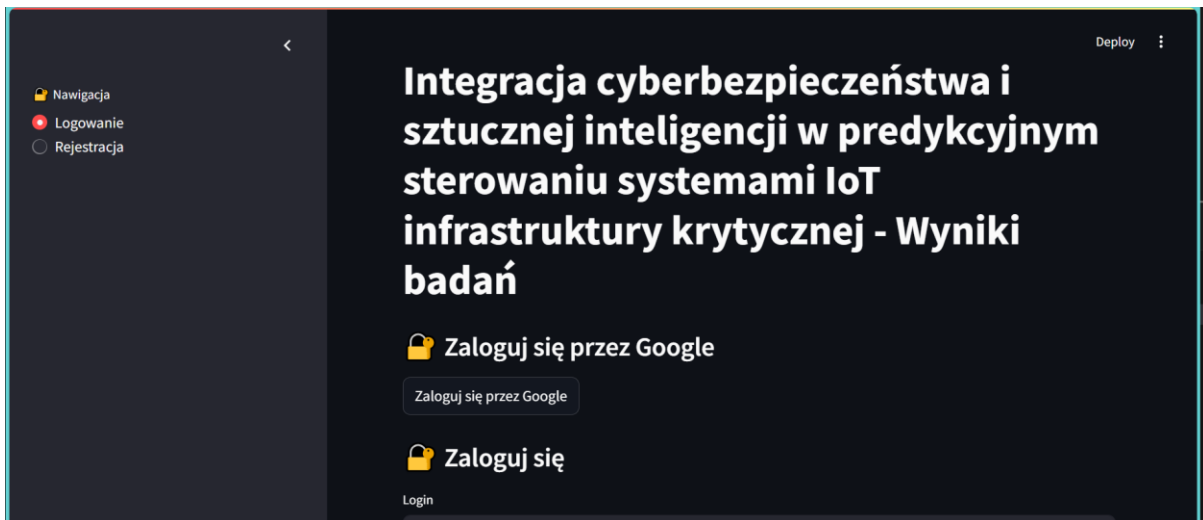 Deploy
Nawigacja
Logowanie
Rejestracja
Integracja cyberbezpieczeństwa i
sztucznej inteligencji w predykcyjnym
sterowaniu systemami IoT
infrastruktury krytycznej - Wyniki
badań
Zaloguj się przez Google
Zaloguj się przez Google
Zaloguj się
Login